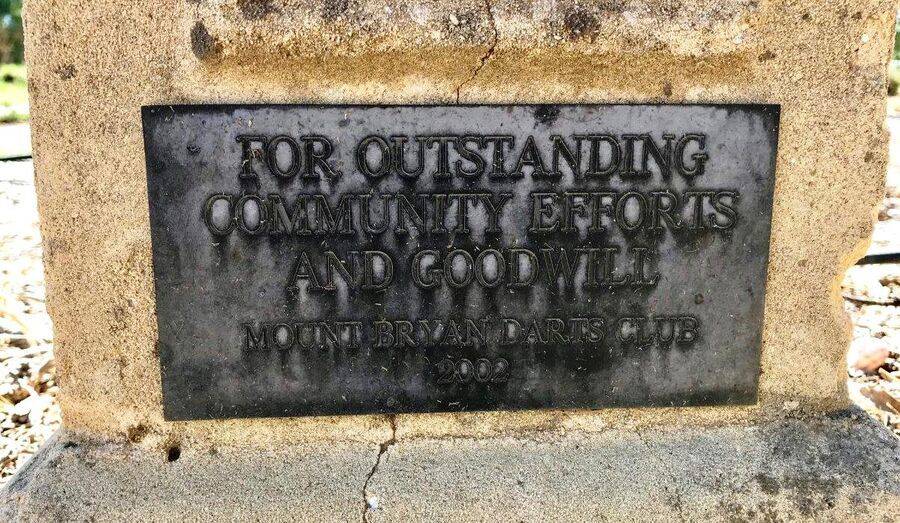 FOR OUTSTANDING
COMMUNITY EFFORTS
AND GOODWILL
MOUNT BRYAN DARTS CLUB
2002